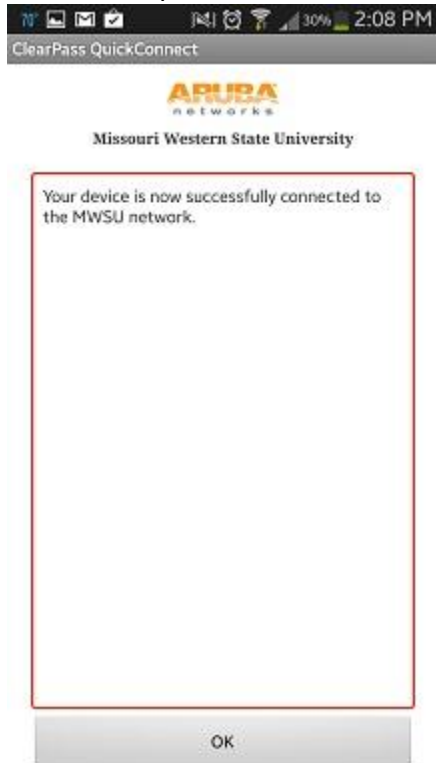 70° 30% 2:08 PM
ClearPass QuickConnect
ARUBA
networks
Missouri Western State University
Your device is now successfully connected to
the MWSU network.
OK